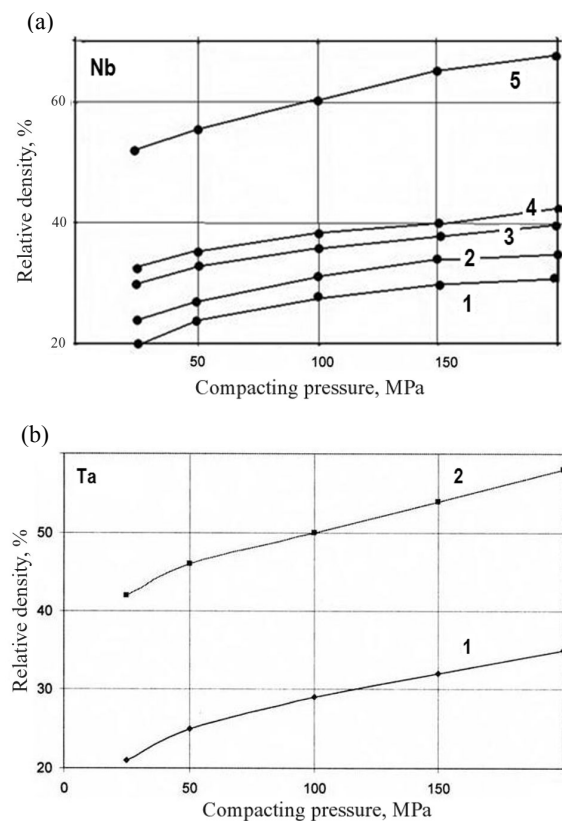 (a)
Nb
5
60
4
40
3
2
1
20
50
100
150
Relative density, %
Compacting pressure, MPa
(b)
Ta
2
50
40
1
30
20
0
50
100
150
Relative density, %
Compacting pressure, MPa